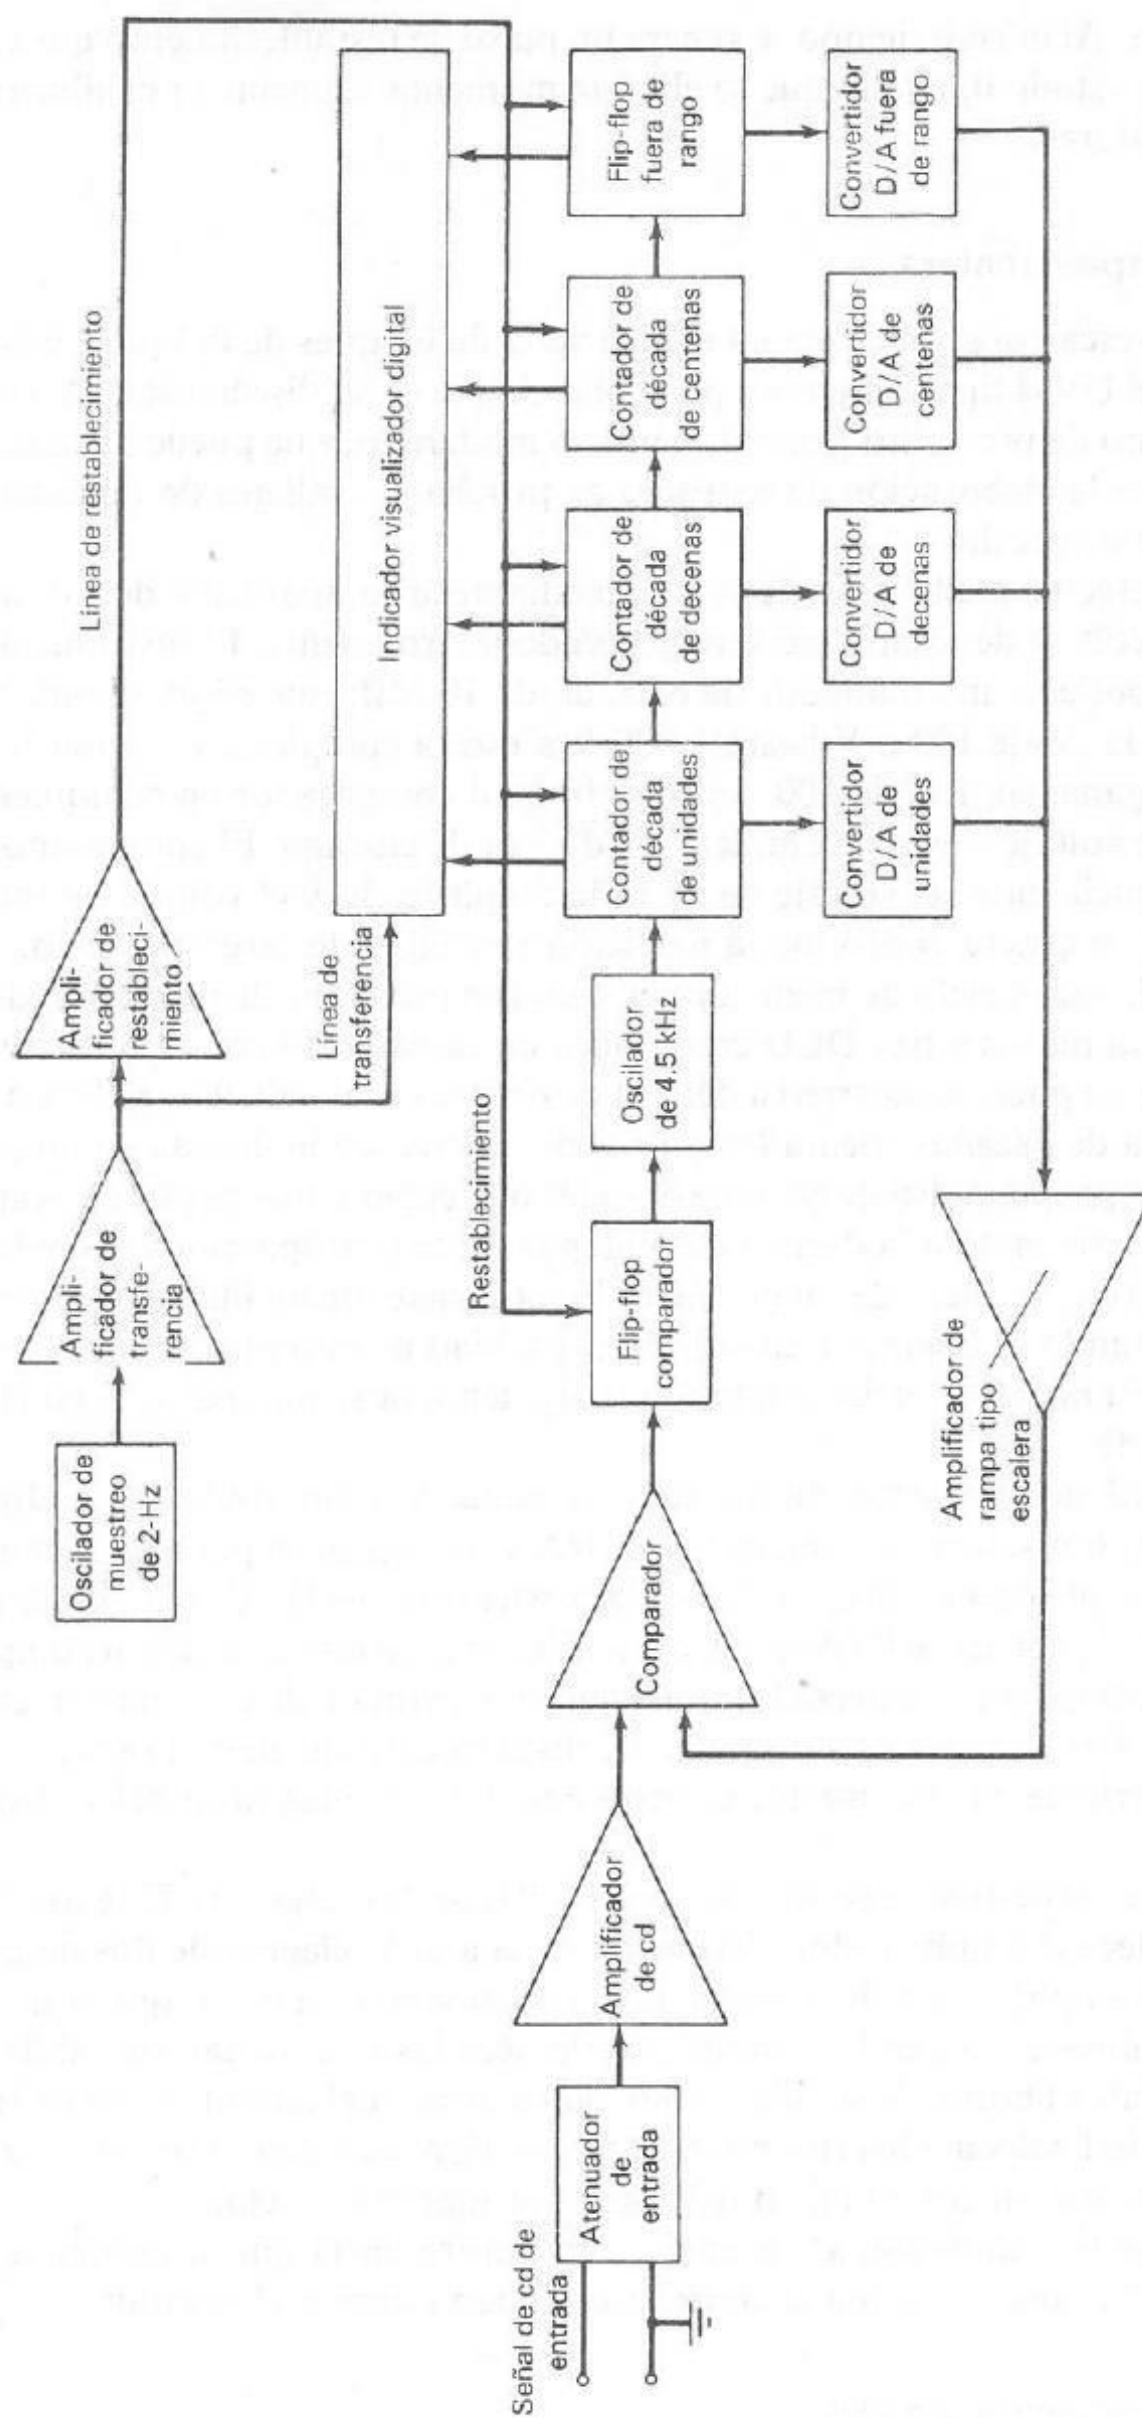 Oscilador de
muestreo
de 2-Hz
Ampli-
ficador de
transfe-
rencia
Ampli-
ficador de
restableci-
miento
Línea de restablecimiento
Línea de
transferencia
Indicador visualizador digital
Restablecimiento
Señal de cd de
entrada
Atenuador
de
entrada
Amplificador
de cd
Comparador
Flip-flop
comparador
Oscilador
de 4.5 kHz
Contador de
década
de unidades
Contador de
década
de decenas
Contador de
década
de centenas
Flip-flop
fuera de
rango
Convertidor
D/A de
unidades
Convertidor
D/A de
decenas
Convertidor
D/A de
centenas
Convertidor
D/A fuera
de rango
Amplificador de
rampa tipo
escalera